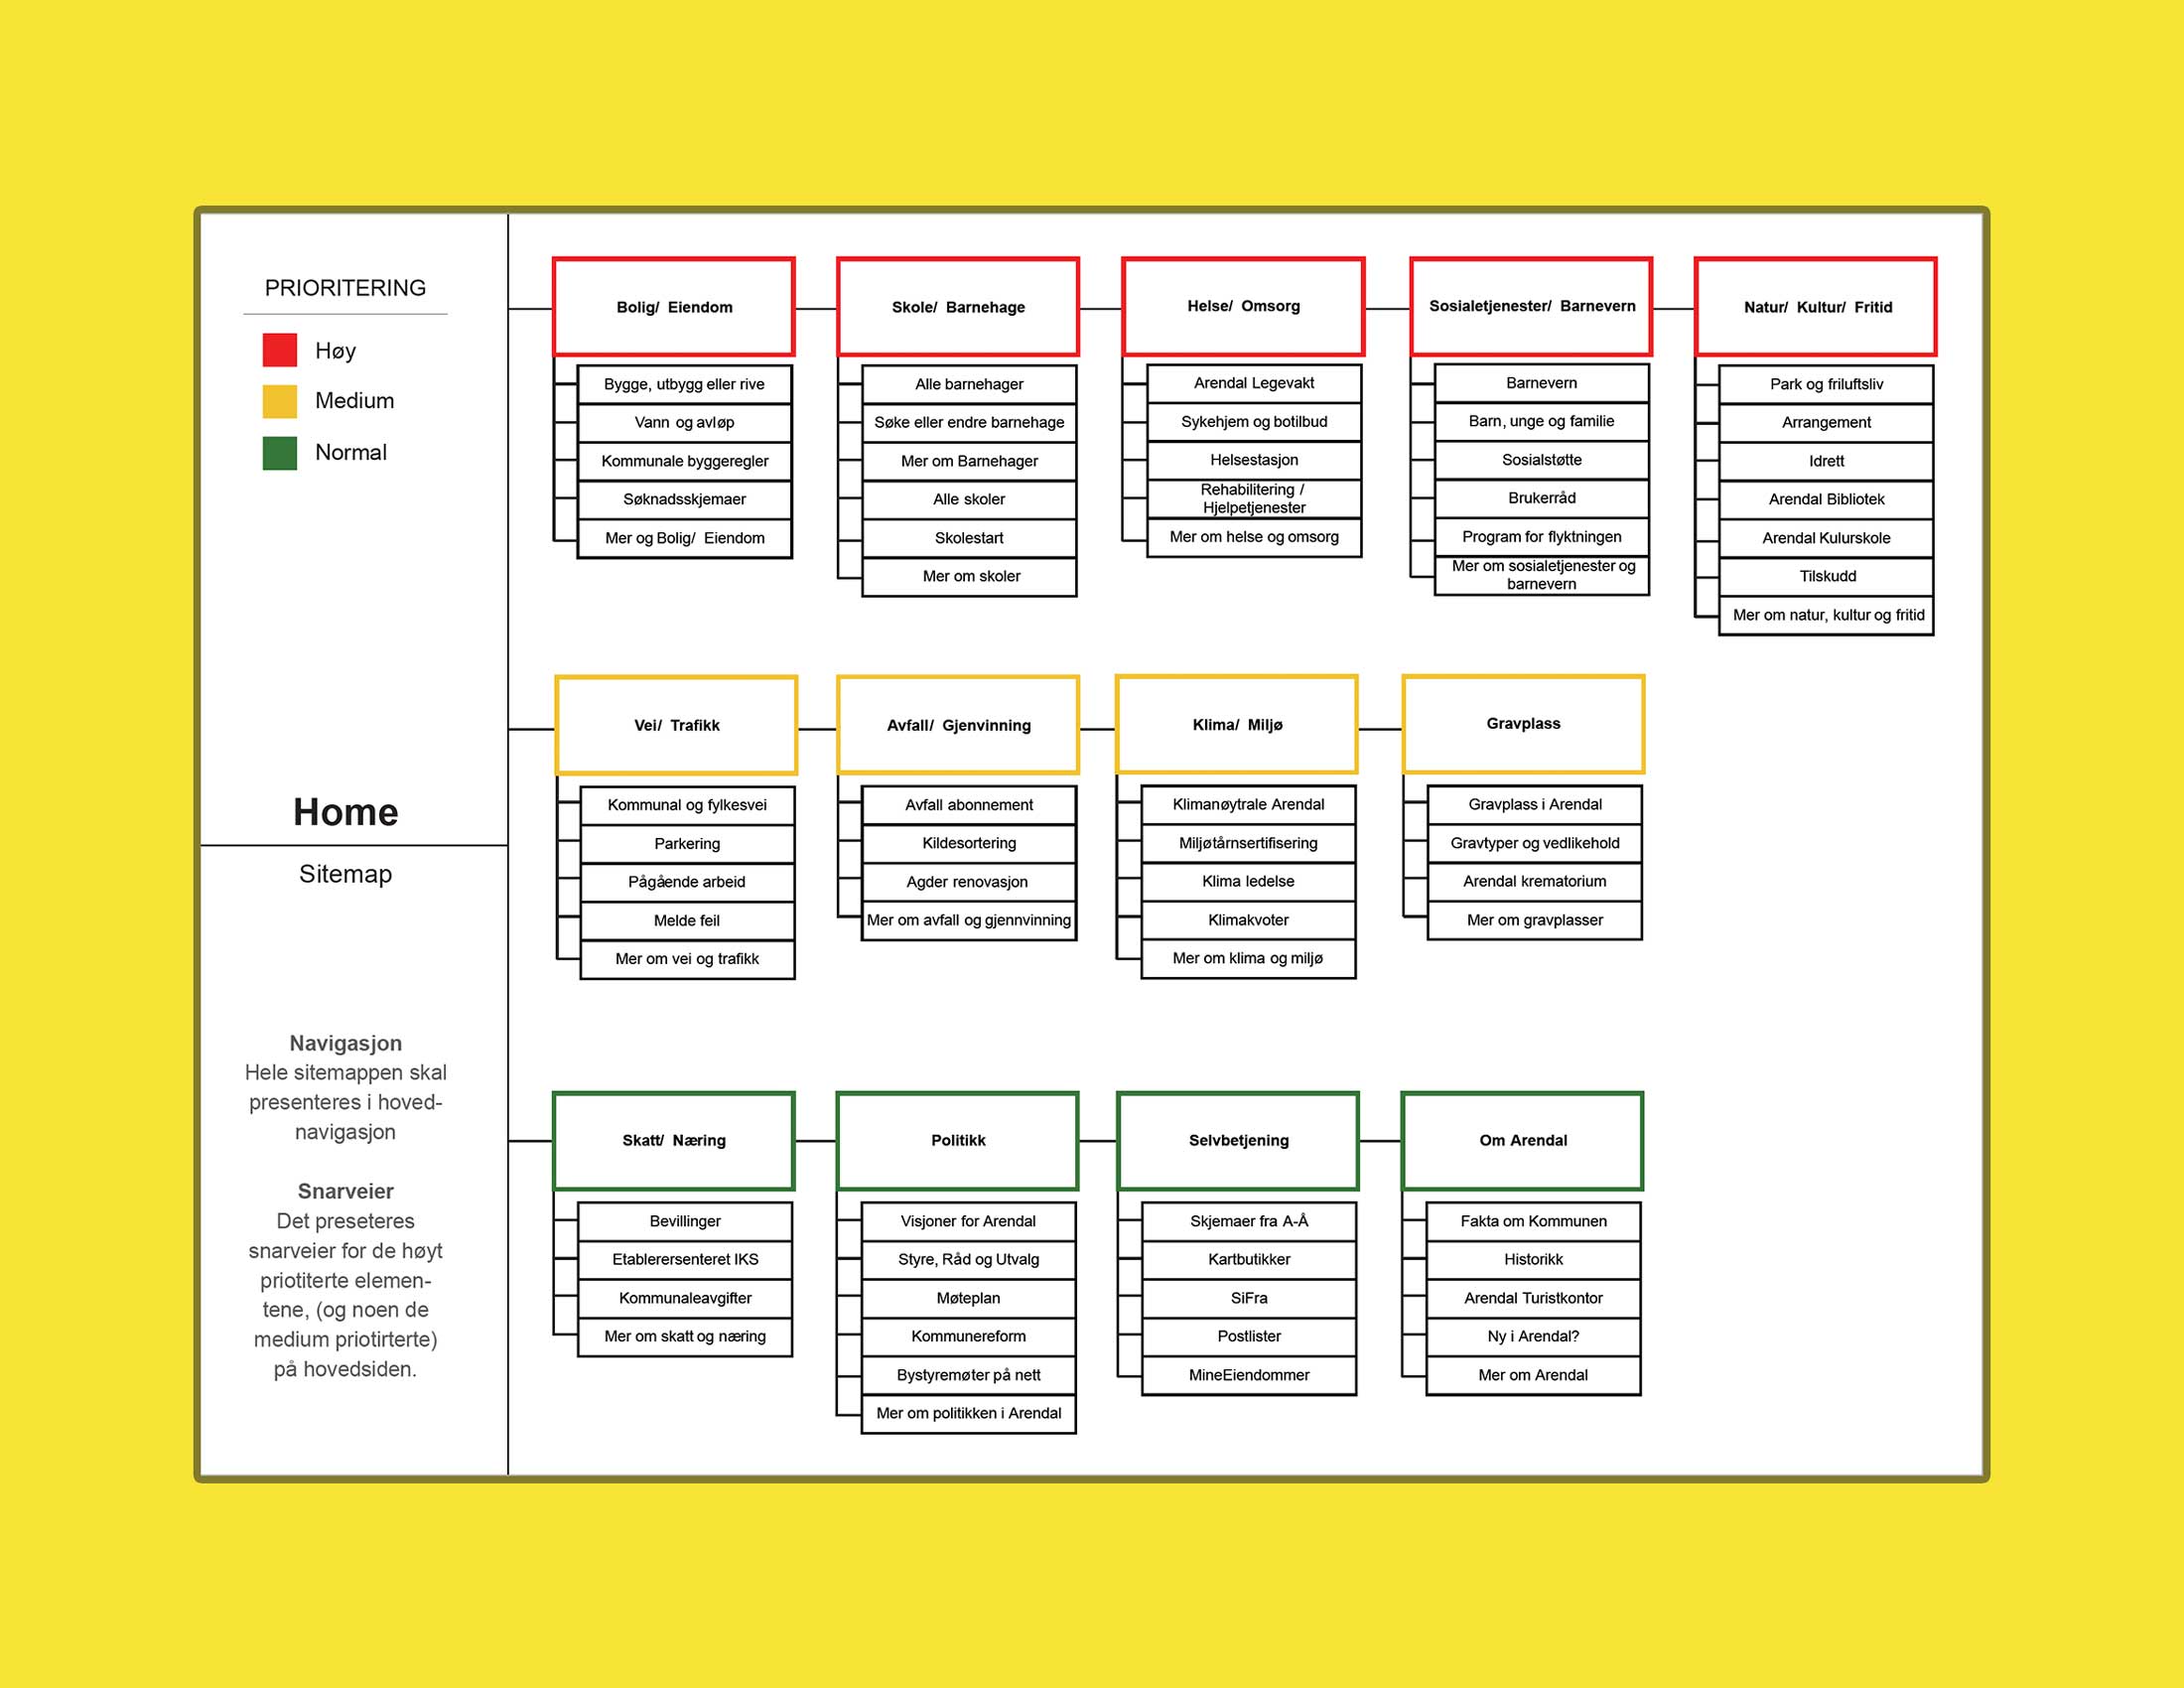 PRIORITERING
Høy
Medium
Normal
Home
Sitemap
Navigasjon
Hele sitemappen skal
presenteres i hoved-
navigasjon
Snarveier
Det preseteres
snarveier for de høyt
priotiterte elemen-
tene, (og noen de
medium priotirterte)
på hovedsiden.
Bolig/ Eiendom
Bygge, utbygg eller rive
Vann og avløp
Kommunale byggeregler
Søknadsskjemaer
Mer og Bolig/ Eiendom
Skole/ Barnehage
Alle barnehager
Søke eller endre barnehage
Mer om Barnehager
Alle skoler
Skolestart
Mer om skoler
Helse/ Omsorg
Arendal Legevakt
Sykehjem og botilbud
Helsestasjon
Rehabilitering /
Hjelpetjenester
Mer om helse og omsorg
Sosialetjenester/ Barnevern
Barnevern
Barn, unge og familie
Sosialstøtte
Brukerråd
Program for flyktningen
Mer om sosialetjenester og
barnevern
Natur/ Kultur/ Fritid
Park og friluftsliv
Arrangement
Idrett
Arendal Bibliotek
Arendal Kulurskole
Tilskudd
Mer om natur, kultur og fritid
Vei/ Trafikk
Kommunal og fylkesvei
Parkering
Pågående arbeid
Melde feil
Mer om vei og trafikk
Avfall/ Gjenvinning
Avfall abonnement
Kildesortering
Agder renovasjon
Mer om avfall og gjennvinning
Klima/ Miljø
Klimanøytrale Arendal
Miljøtårnsertifisering
Klima ledelse
Klimakvoter
Mer om klima og miljø
Gravplass
Gravplass i Arendal
Gravtyper og vedlikehold
Arendal krematorium
Mer om gravplasser
Skatt/ Næring
Bevillinger
Etablerersenteret IKS
Kommunaleavgifter
Mer om skatt og næring
Politikk
Visjoner for Arendal
Styre, Råd og Utvalg
Møteplan
Kommunereform
Bystyremøter på nett
Mer om politikken i Arendal
Selvbetjening
Skjemaer fra A-Å
Kartbutikker
SiFra
Postlister
MineEiendommer
Om Arendal
Fakta om Kommunen
Historikk
Arendal Turistkontor
Ny i Arendal?
Mer om Arendal